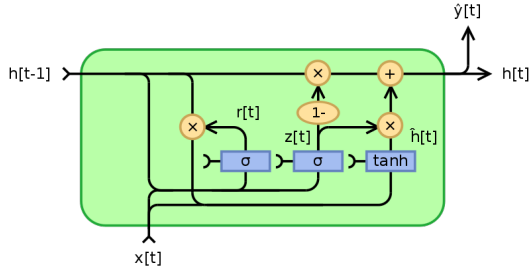 ŷ[t]
h[t-1]
×
+
h[t]
r[t]
1-
×
z[t]
×
ĥ[t]
σ
σ
tanh
x[t]